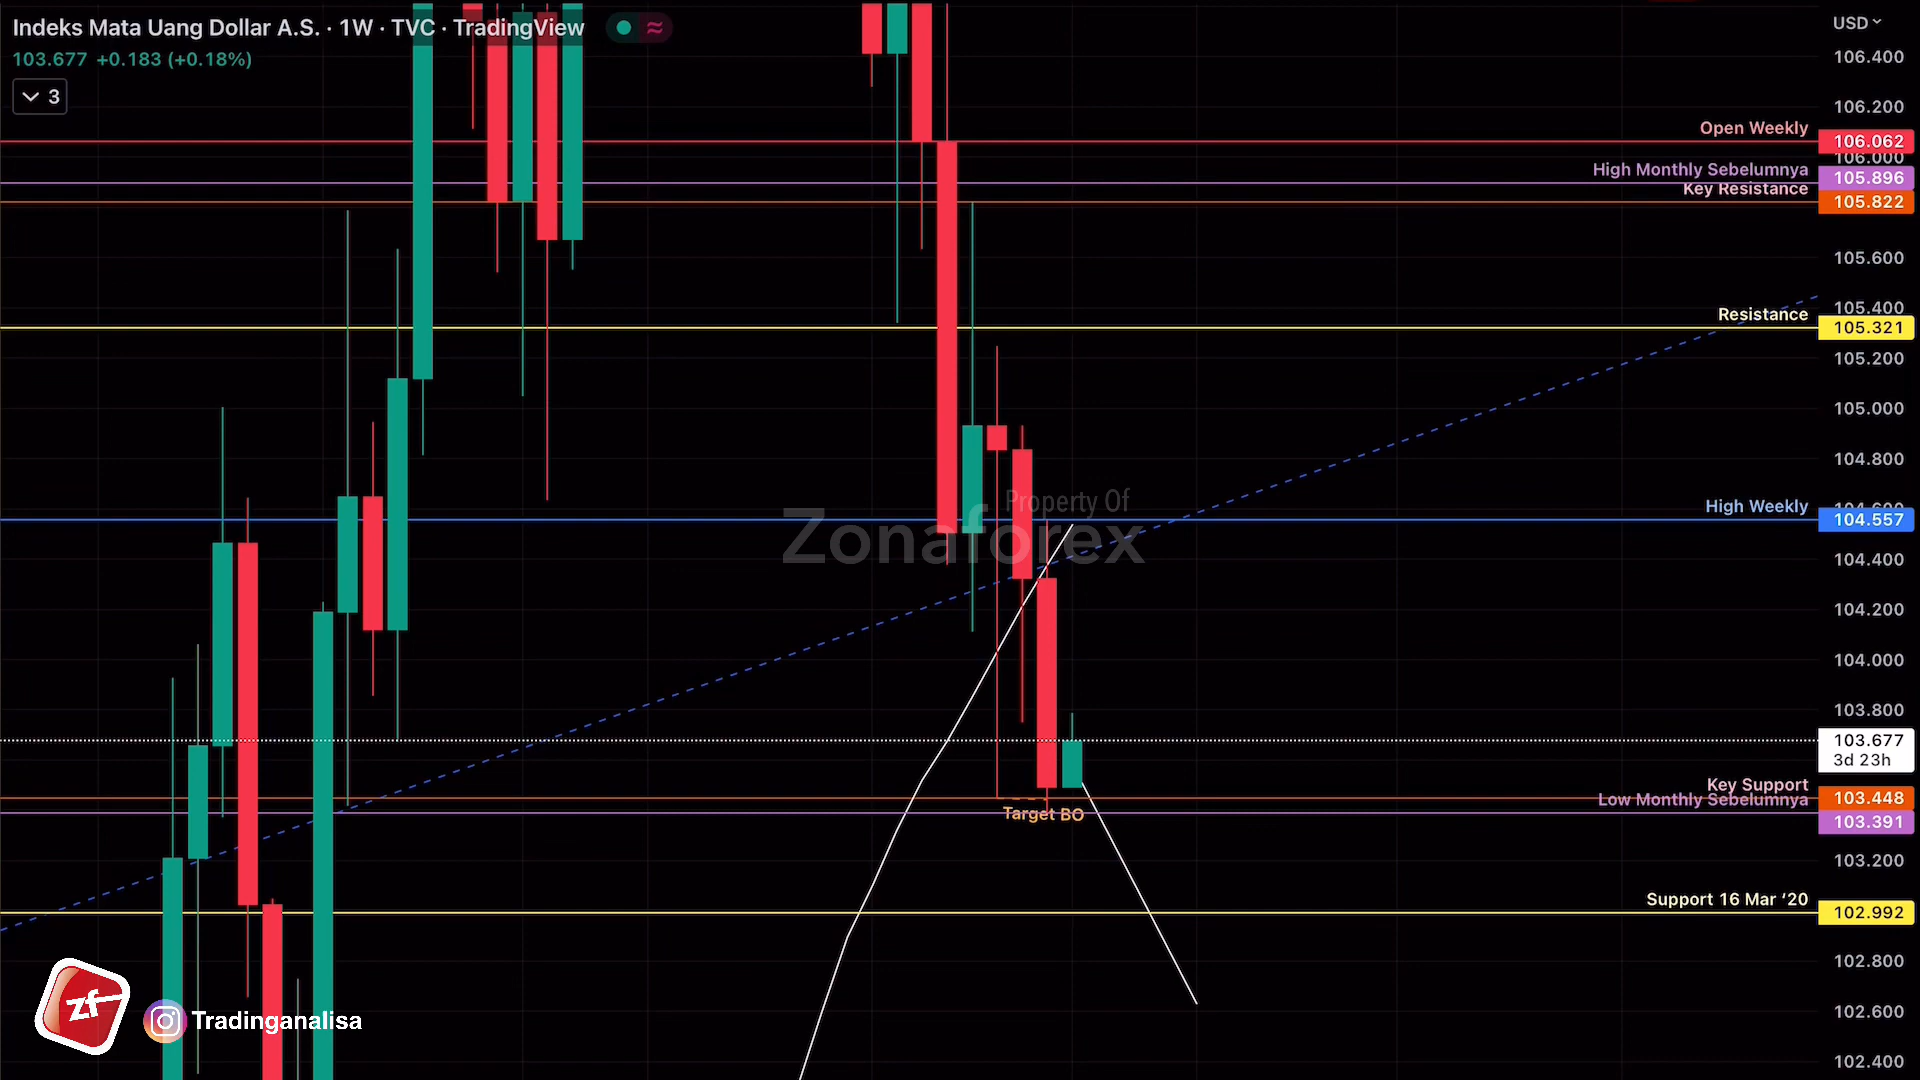 Indeks Mata Uang Dollar A.S. · 1W · TVC · TradingView
USD
103.677 +0.183 (+0.18%)
3
106.400
106.200
Open Weekly
106.062
106.000
High Monthly Sebelumnya
105.896
Key Resistance
105.822
105.600
105.400
Resistance
105.321
105.200
105.000
104.800
Property Of
Zonaforex
High Weekly
104.557
104.400
104.200
104.000
103.800
103.677
3d 23h
Key Support
103.448
Low Monthly Sebelumnya
103.391
Target BO
103.200
Support 16 Mar ‘20
102.992
102.800
102.600
102.400
zf
Tradinganalisa